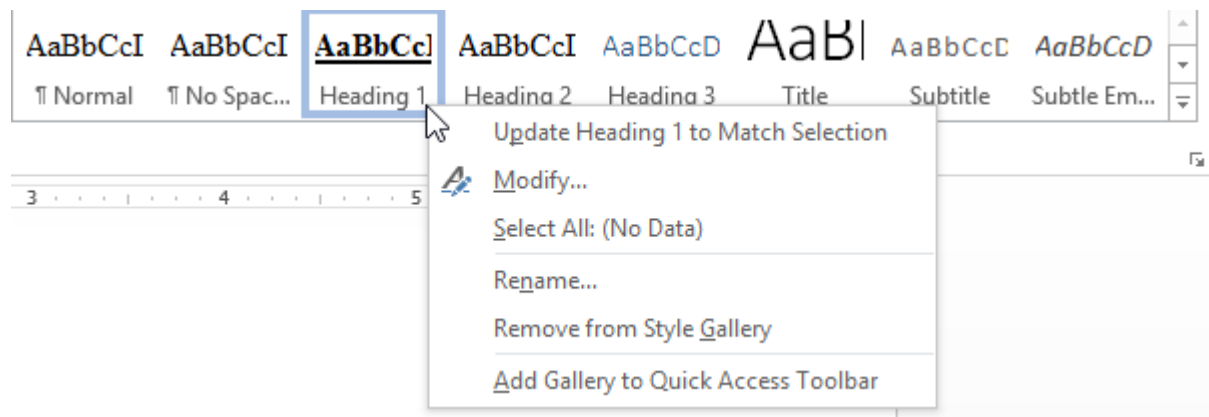 AaBbCcI AaBbCcI AaBbCcI AaBbCcI AaBbCcD AaBl AaBbCcD AaBbCcD
¶ Normal ¶ No Spac... Heading 1 Heading 2 Heading 3 Title Subtitle Subtle Em...
Update Heading 1 to Match Selection
Modify...
3 4 5
Select All: (No Data)
Rename...
Remove from Style Gallery
Add Gallery to Quick Access Toolbar